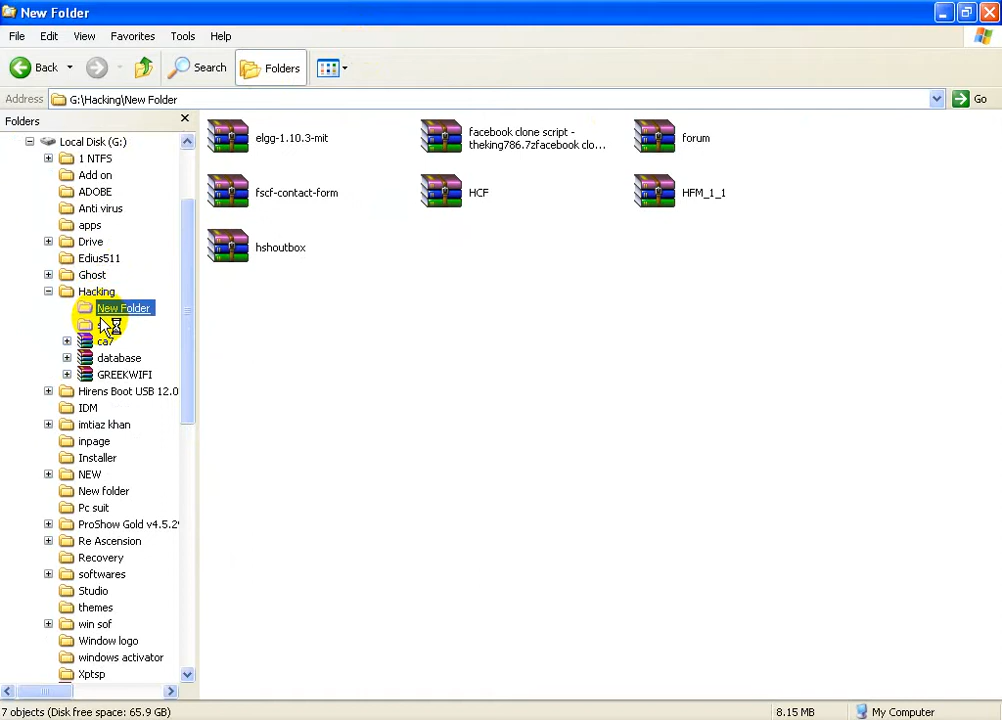 New Folder
File Edit View Favorites Tools Help
Back Search Folders
Address G:\Hacking\New Folder Go
Folders
Local Disk (G:)
1 NTFS
Add on
ADOBE
Anti virus
apps
Drive
Edius511
Ghost
Hacking
New Folder
ca7
database
GREEKWIFI
Hirens Boot USB 12.0
IDM
imtiaz khan
inpage
Installer
NEW
New folder
Pc suit
ProShow Gold v4.5.29
Re Ascension
Recovery
softwares
Studio
themes
win sof
Window logo
windows activator
Xptsp
elgg-1.10.3-mit
facebook clone script -
theking786.7zfacebook clo...
forum
fscf-contact-form
HCF
HFM_1_1
hshoutbox
7 objects (Disk free space: 65.9 GB) 8.15 MB My Computer